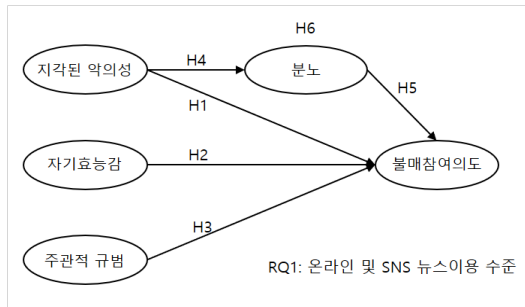 H6
지각된 악의성
H4
분노
H5
H1
자기효능감
H2
불매참여의도
H3
주관적 규범
RQ1: 온라인 및 SNS 뉴스이용 수준